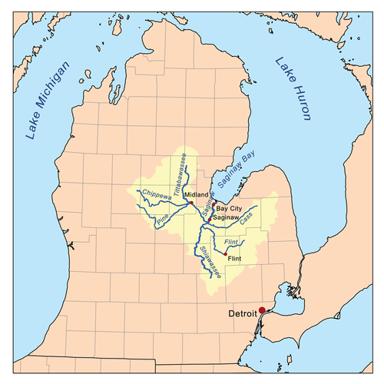 Lake Michigan
Lake Huron
Saginaw Bay
Tittabawassee
Chippewa
Midland
Pine
Saginaw
Bay City
Saginaw
Cass
Flint
Flint
Shiawassee
Detroit